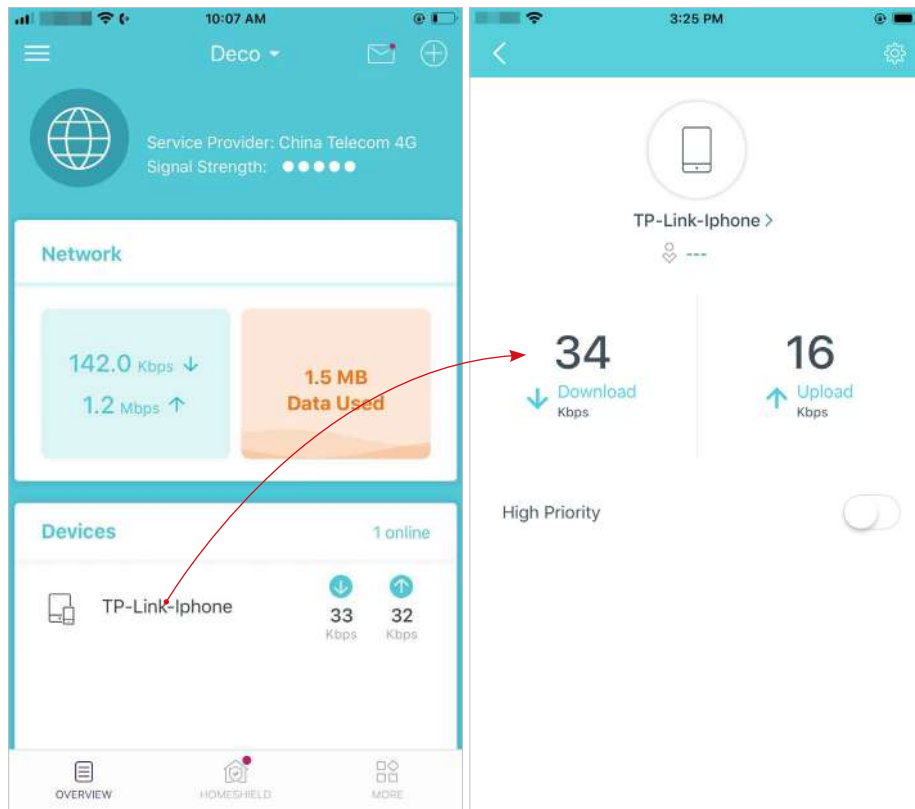 10:07 AM
Deco
Service Provider: China Telecom 4G
Signal Strength:
Network
142.0 Kbps
1.2 Mbps
1.5 MB
Data Used
Devices
1 online
TP-Link-Iphone
33
32
Kbps
Kbps
OVERVIEW
HOMESHIELD
MORE
3:25 PM
TP-Link-Iphone >
---
34
Download
Kbps
16
Upload
Kbps
High Priority